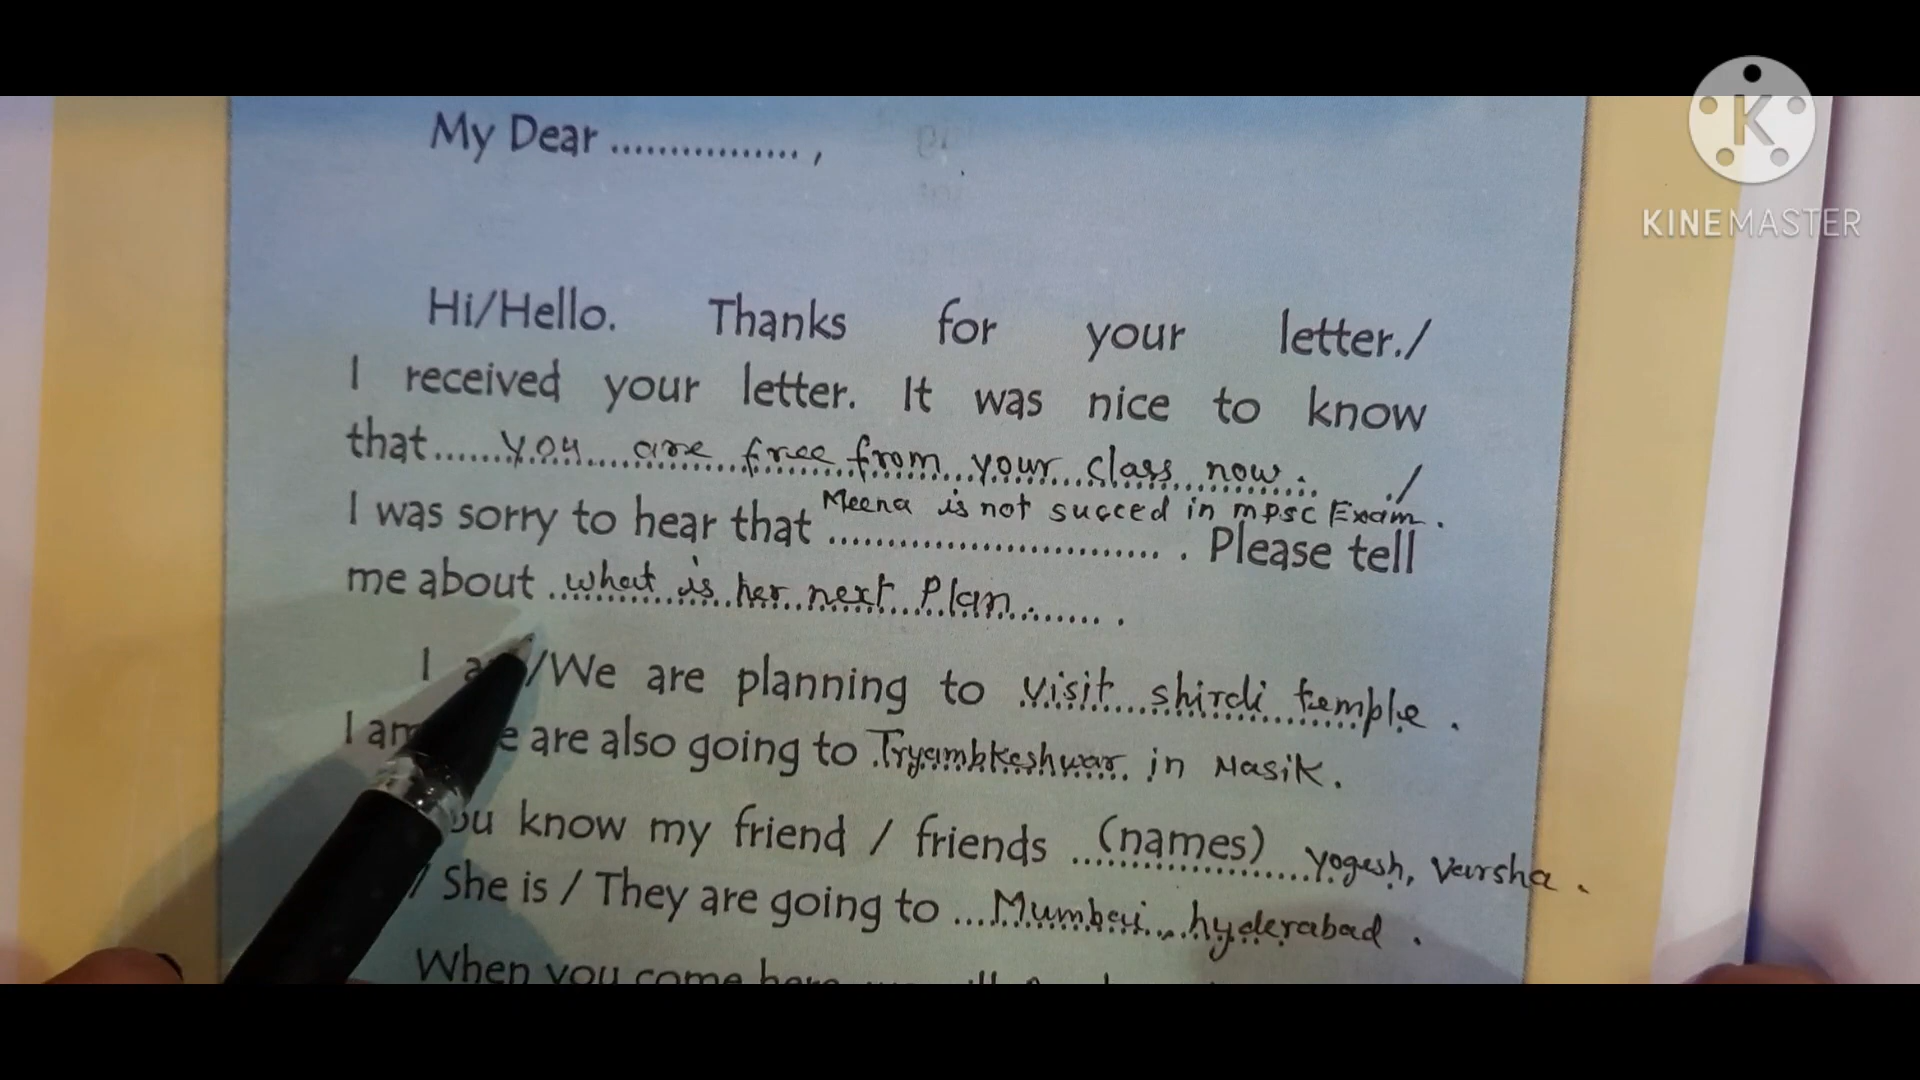 KINEMASTER
My Dear ................ ,
Hi/Hello. Thanks for your letter./
I received your letter. It was nice to know
that......you are free from your class now. ./
I was sorry to hear that Meena is not succed in mpsc Exam. ............................ . Please tell
me about ..what is her next Plan........ .
I /We are planning to visit shirdi temple .
I am are also going to Tryambkeshwar. in Nasik.
know my friend / friends ..(names).... Yogesh, Varsha .
/ She is / They are going to ...Mumbai...hyderabad .
When you come here